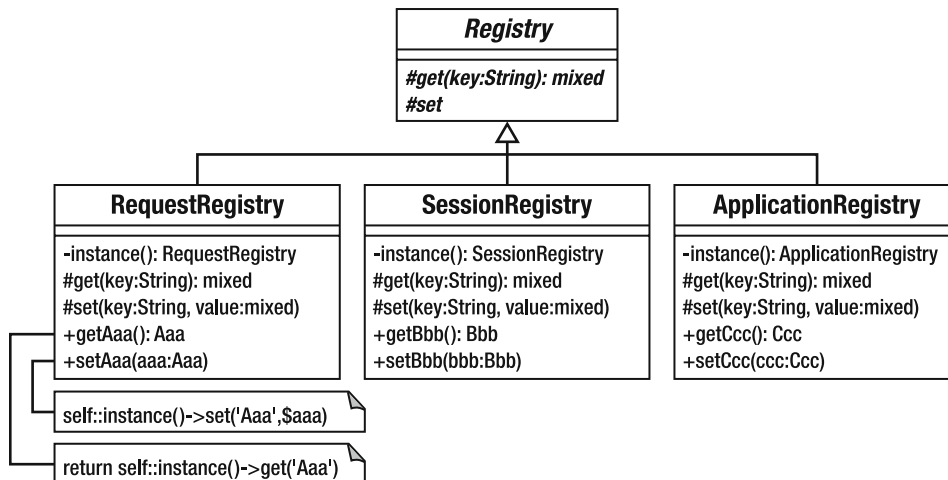 Registry
#get(key:String): mixed
#set
RequestRegistry
-instance(): RequestRegistry
#get(key:String): mixed
#set(key:String, value:mixed)
+getAaa(): Aaa
+setAaa(aaa:Aaa)
SessionRegistry
-instance(): SessionRegistry
#get(key:String): mixed
#set(key:String, value:mixed)
+getBbb(): Bbb
+setBbb(bbb:Bbb)
ApplicationRegistry
-instance(): ApplicationRegistry
#get(key:String): mixed
#set(key:String, value:mixed)
+getCcc(): Ccc
+setCcc(ccc:Ccc)
self::instance()->set('Aaa',$aaa)
return self::instance()->get('Aaa')